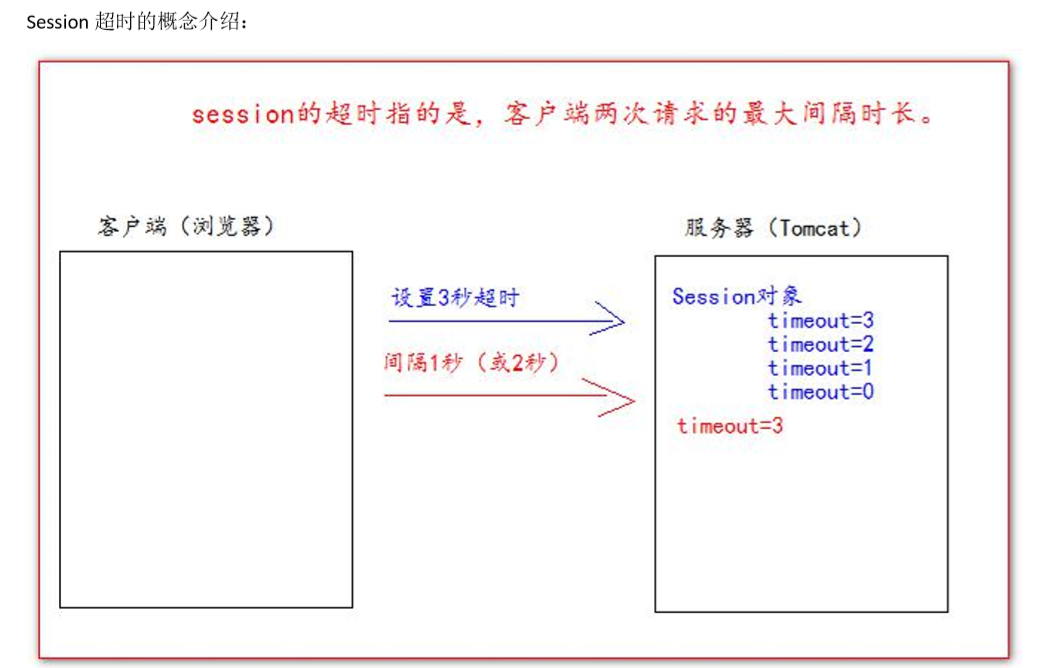 Session 超时的概念介绍：
session的超时指的是，客户端两次请求的最大间隔时长。
客户端（浏览器）
服务器（Tomcat）
设置3秒超时
间隔1秒（或2秒）
Session对象
timeout=3
timeout=2
timeout=1
timeout=0
timeout=3